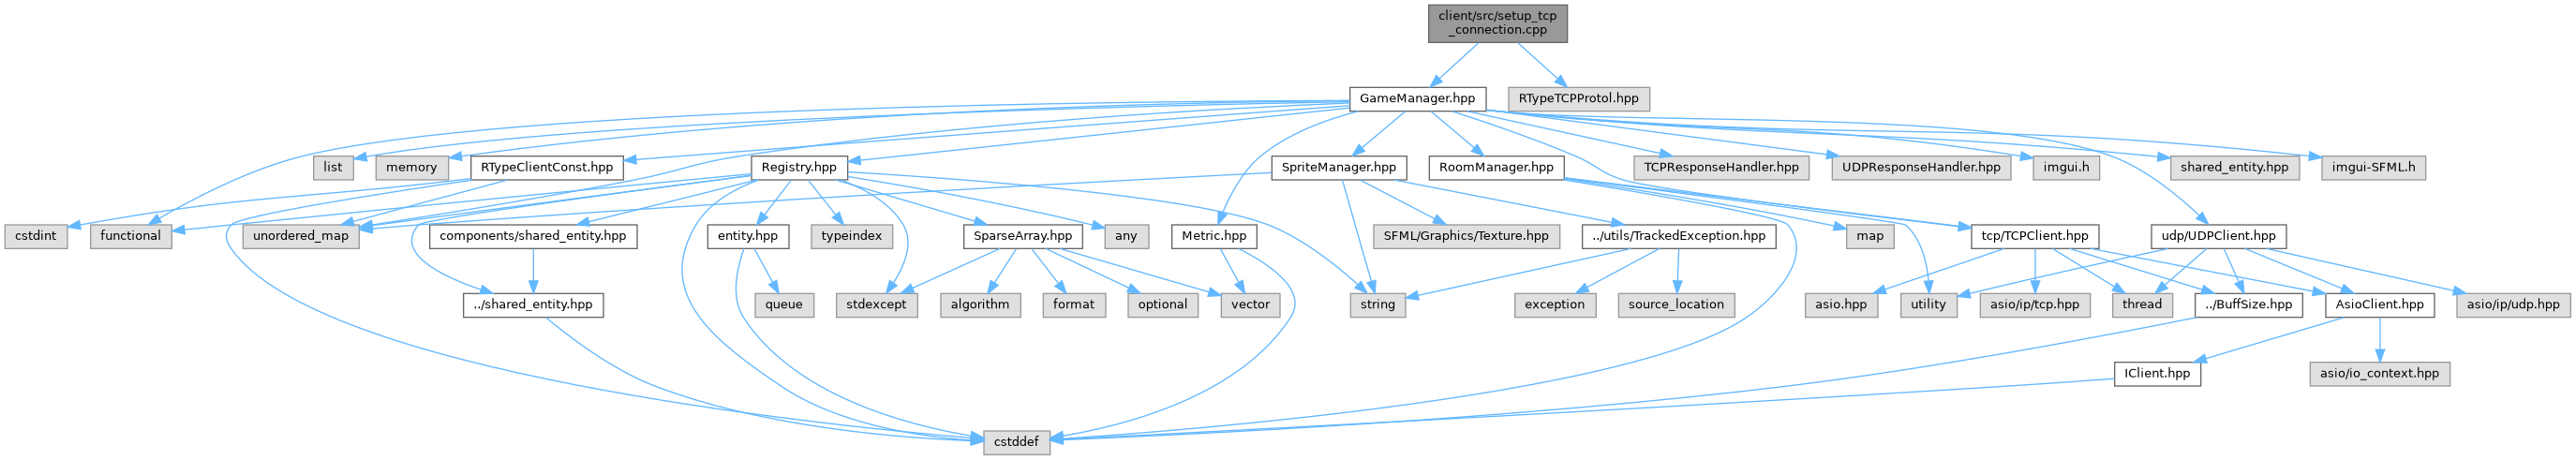 client/src/setup_tcp
_connection.cpp
GameManager.hpp
RTypeTCPProtol.hpp
list
memory
RTypeClientConst.hpp
Registry.hpp
SpriteManager.hpp
RoomManager.hpp
TCPResponseHandler.hpp
UDPResponseHandler.hpp
imgui.h
shared_entity.hpp
imgui-SFML.h
cstdint
functional
unordered_map
components/shared_entity.hpp
entity.hpp
typeindex
SparseArray.hpp
any
Metric.hpp
SFML/Graphics/Texture.hpp
../utils/TrackedException.hpp
map
tcp/TCPClient.hpp
udp/UDPClient.hpp
../shared_entity.hpp
queue
stdexcept
algorithm
format
optional
vector
string
exception
source_location
asio.hpp
utility
asio/ip/tcp.hpp
thread
../BuffSize.hpp
AsioClient.hpp
asio/ip/udp.hpp
IClient.hpp
asio/io_context.hpp
cstddef